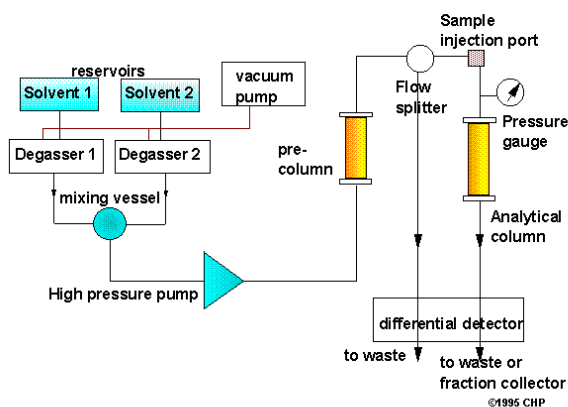 reservoirs
Solvent 1
Solvent 2
vacuum
pump
Degasser 1
Degasser 2
mixing vessel
High pressure pump
pre-
column
Flow
splitter
Sample
injection port
Pressure
gauge
Analytical
column
differential detector
to waste
to waste or
fraction collector
©1995 CHP